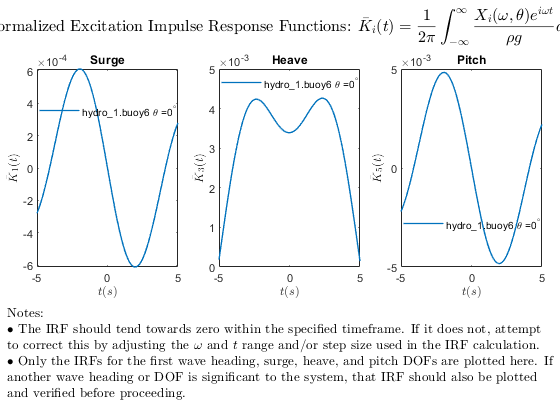 ormalized Excitation Impulse Response Functions: K̄ᵢ(t) = 1/2π ∫_{-∞}^{∞} Xᵢ(ω,θ)e^{iωt}/ρg
×10⁻⁴ Surge
6
4
2
0
-2
-4
-6
-5 0 5
K̄₁(t)
t(s)
hydro_1.buoy6 θ =0°
×10⁻³ Heave
5
4
3
2
1
0
-5 0 5
K̄₃(t)
t(s)
hydro_1.buoy6 θ =0°
×10⁻³ Pitch
5
0
-5
-5 0 5
K̄₅(t)
t(s)
hydro_1.buoy6 θ =0°
Notes:
• The IRF should tend towards zero within the specified timeframe. If it does not, attempt
to correct this by adjusting the ω and t range and/or step size used in the IRF calculation.
• Only the IRFs for the first wave heading, surge, heave, and pitch DOFs are plotted here. If
another wave heading or DOF is significant to the system, that IRF should also be plotted
and verified before proceeding.